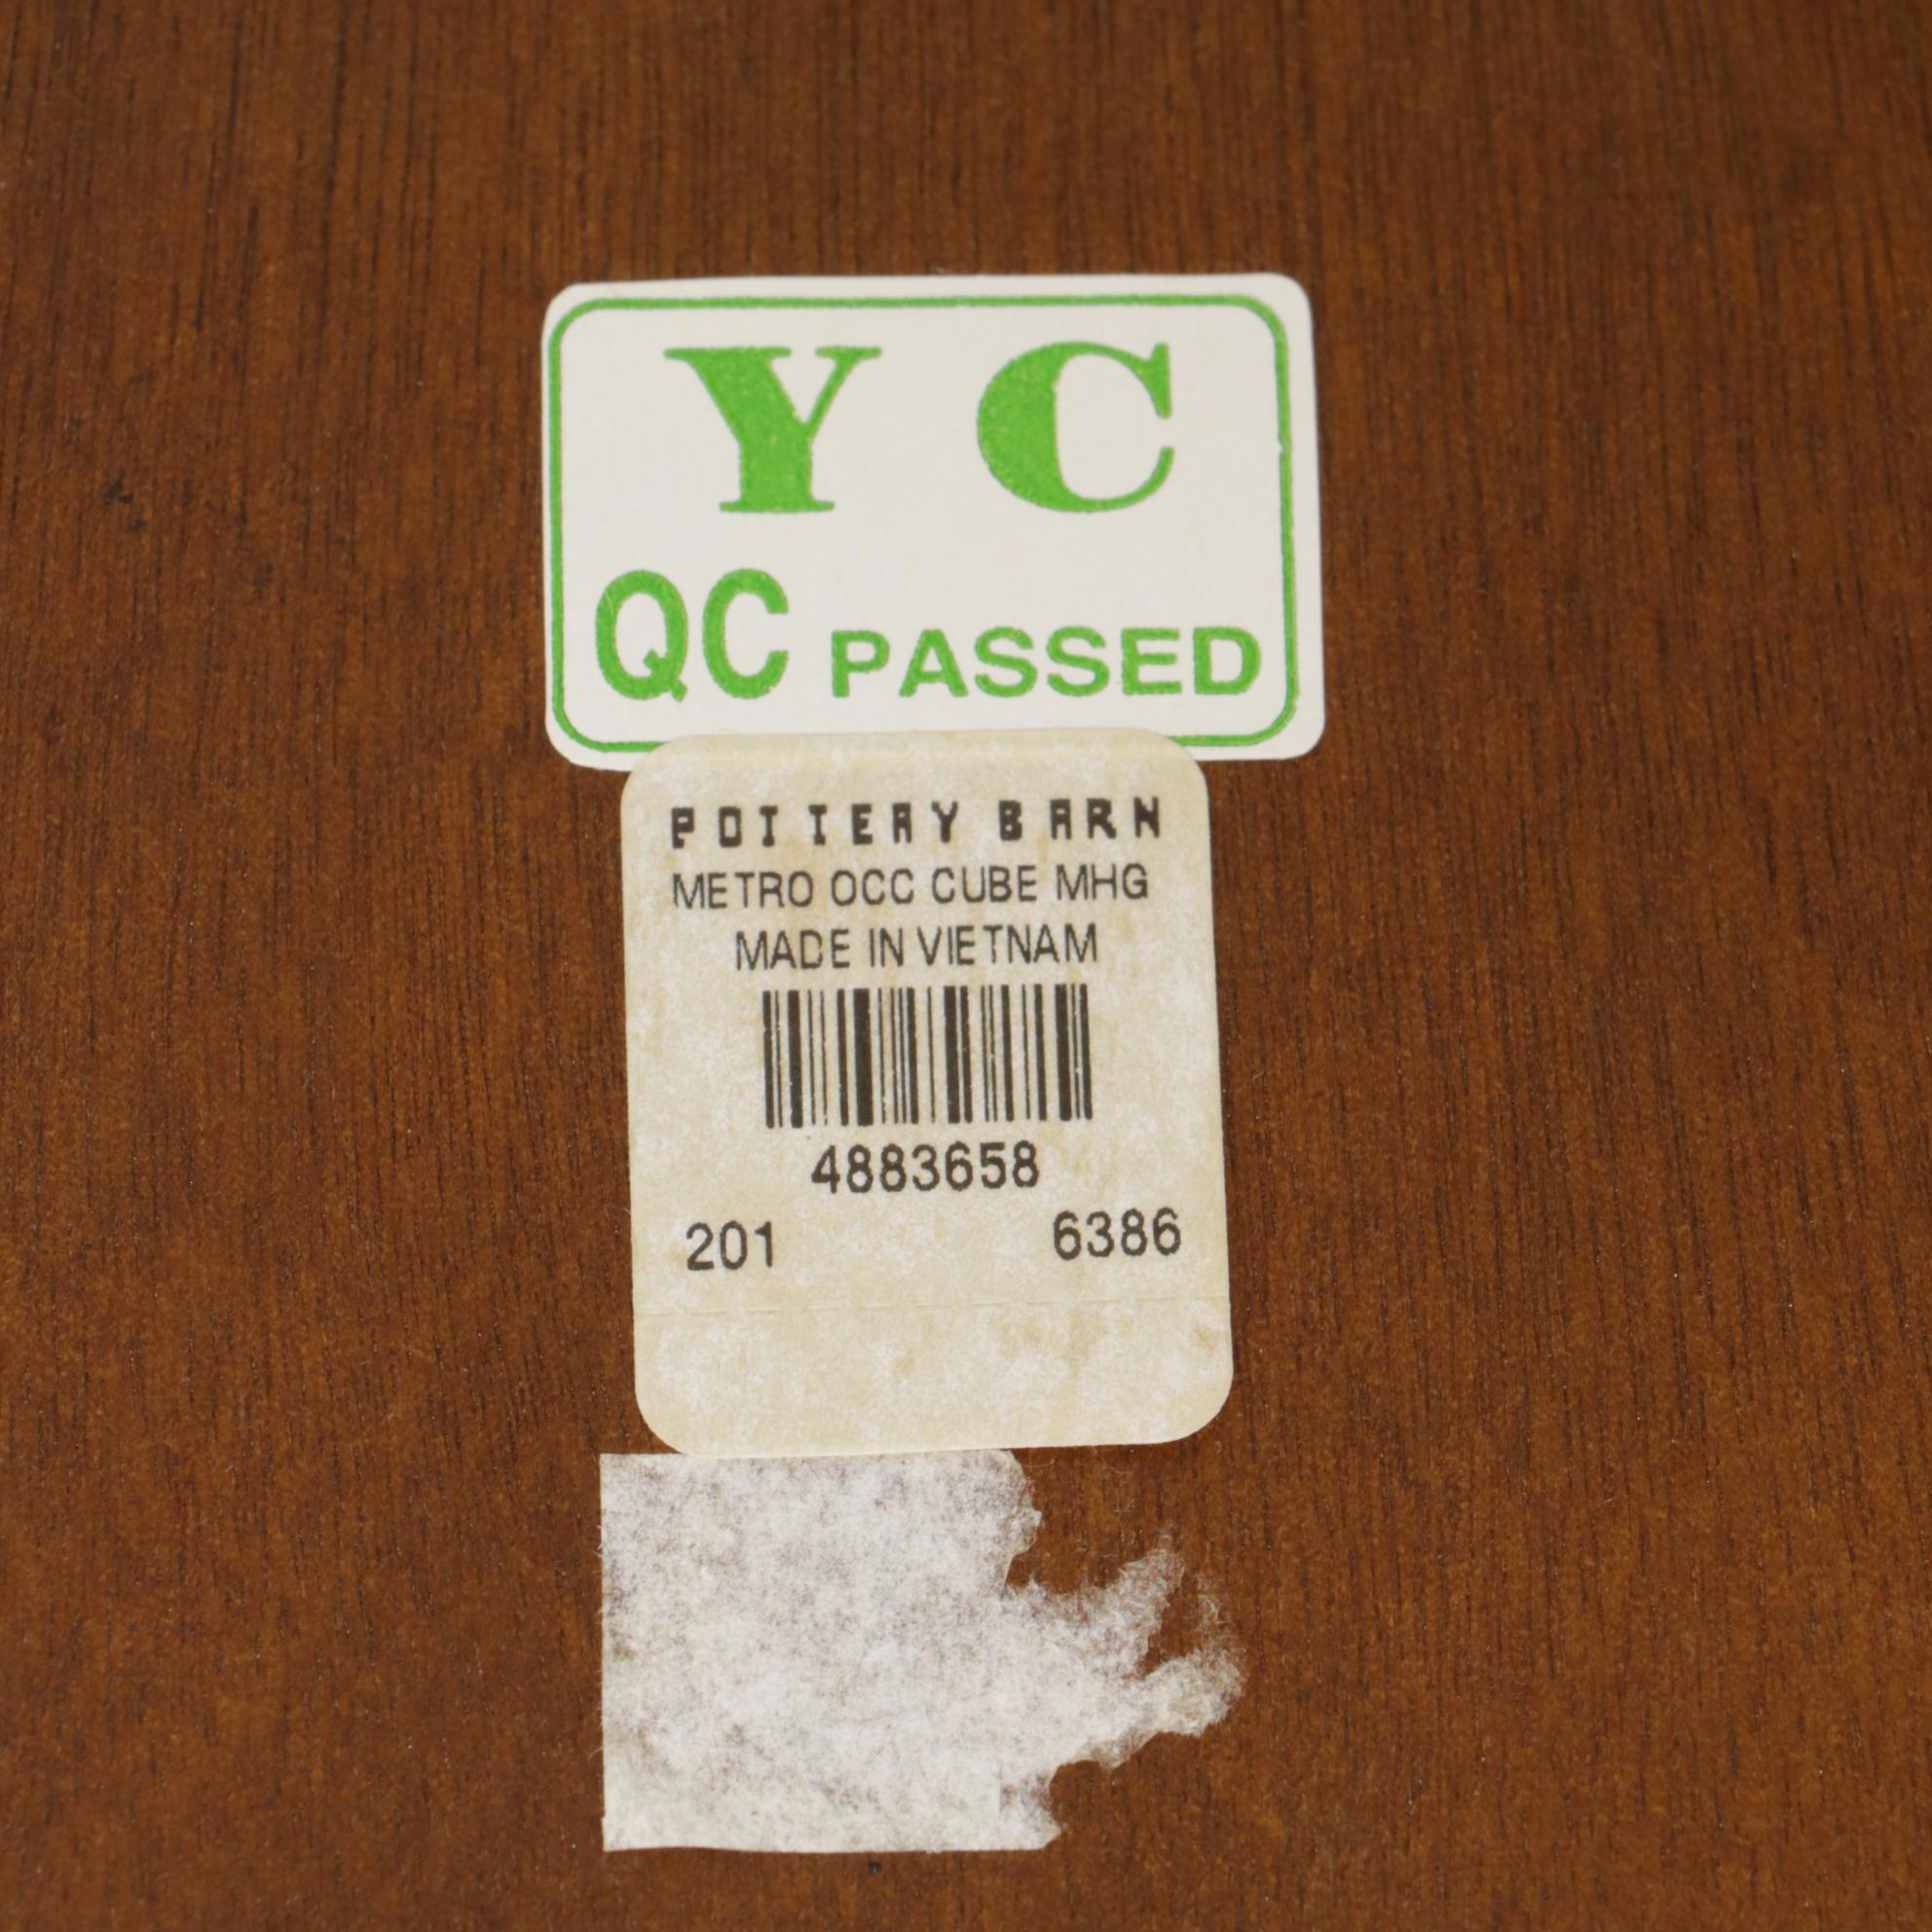 Y C
QC PASSED
POTTERY BARN
METRO OCC CUBE MHG
MADE IN VIETNAM
4883658
201 6386